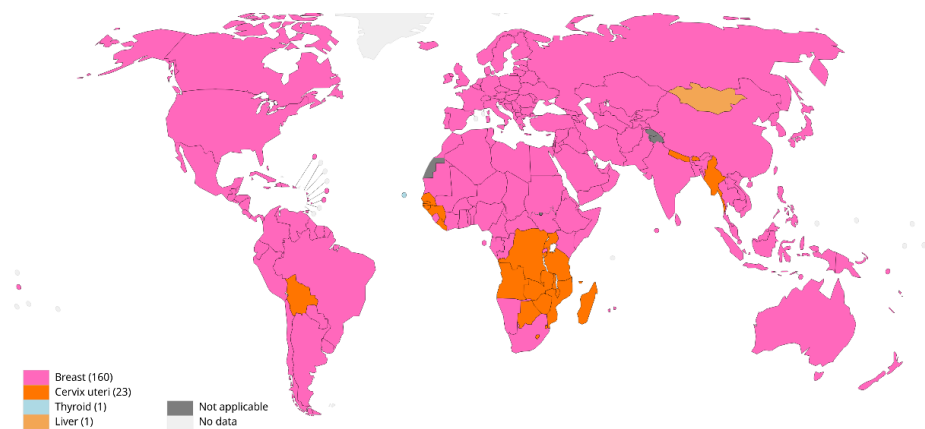 Breast (160)
Cervix uteri (23)
Thyroid (1)
Liver (1)
Not applicable
No data